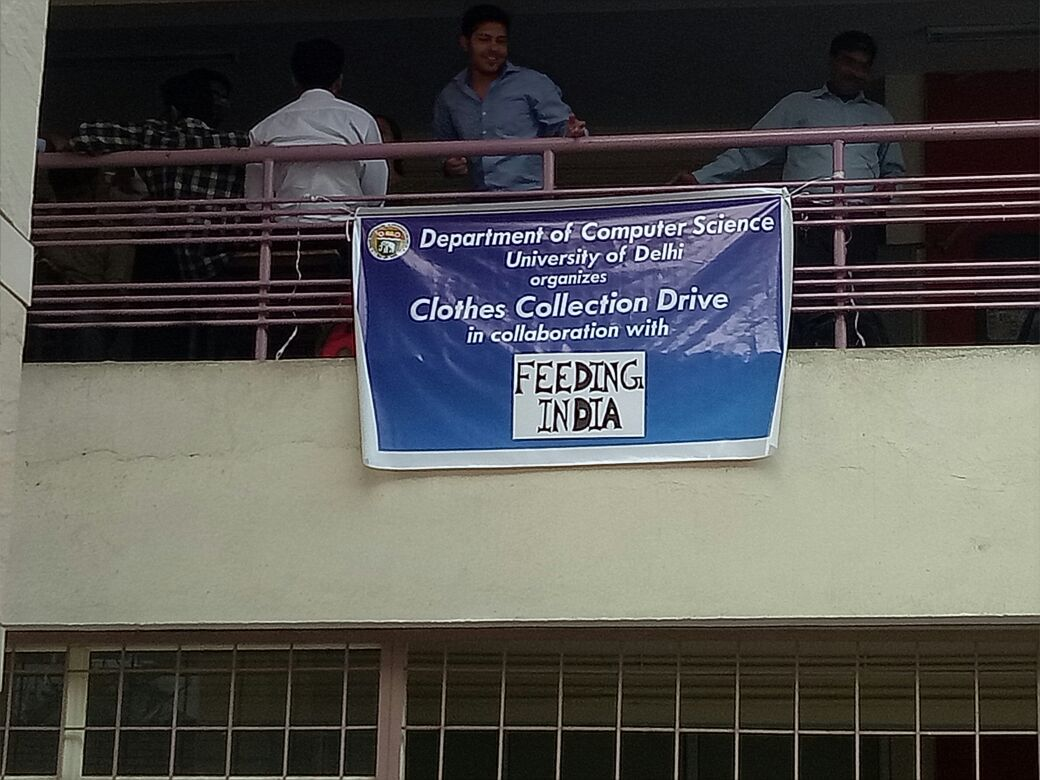 Department of Computer Science
University of Delhi
organizes
Clothes Collection Drive
in collaboration with
FEEDING
INDIA